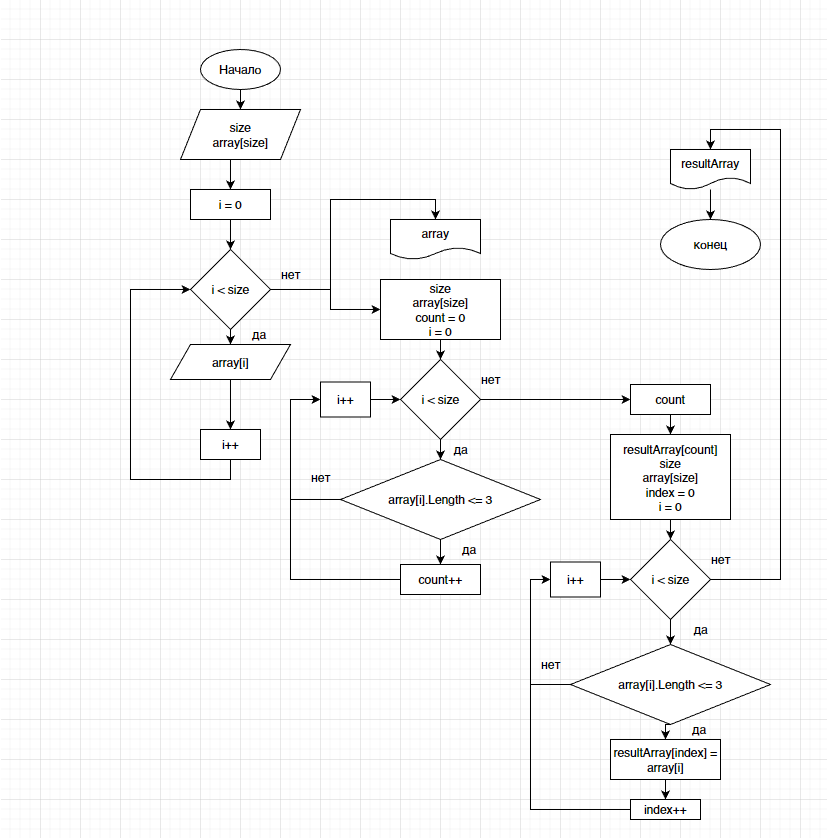 Начало
size
array[size]
i = 0
i < size
нет
да
array[i]
i++
array
size
array[size]
count = 0
i = 0
i++
i < size
нет
да
нет
array[i].Length <= 3
да
count++
count
resultArray[count]
size
array[size]
index = 0
i = 0
i++
i < size
нет
да
нет
array[i].Length <= 3
да
resultArray[index] =
array[i]
index++
resultArray
конец